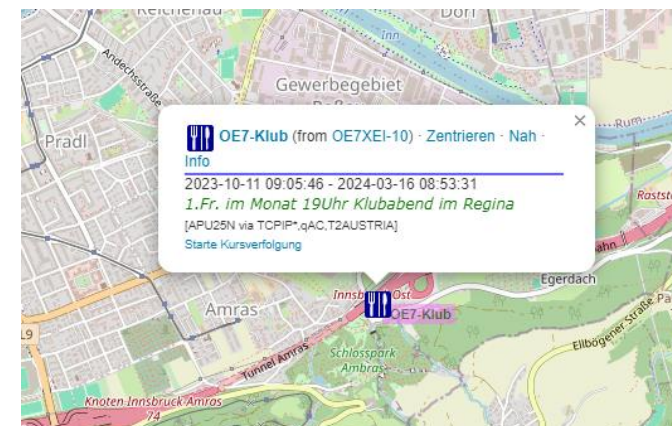 Reichenau
Dorf
Andechsstraße
Inn
Gewerbegebiet
Pradl
Rum
OE7-Klub (from OE7XEI-10) · Zentrieren · Nah ·
Info
2023-10-11 09:05:46 - 2024-03-16 08:53:31
1.Fr. im Monat 19Uhr Klubabend im Regina
[APU25N via TCPIP*,qAC,T2AUSTRIA]
Starte Kursverfolgung
×
bahn
Egerdach
Ost
Amras
OE7-Klub
L9
Schlosspark
Ambras
Tunnel Amras
Ellbögener Straße
Knoten Innsbruck Amras
74